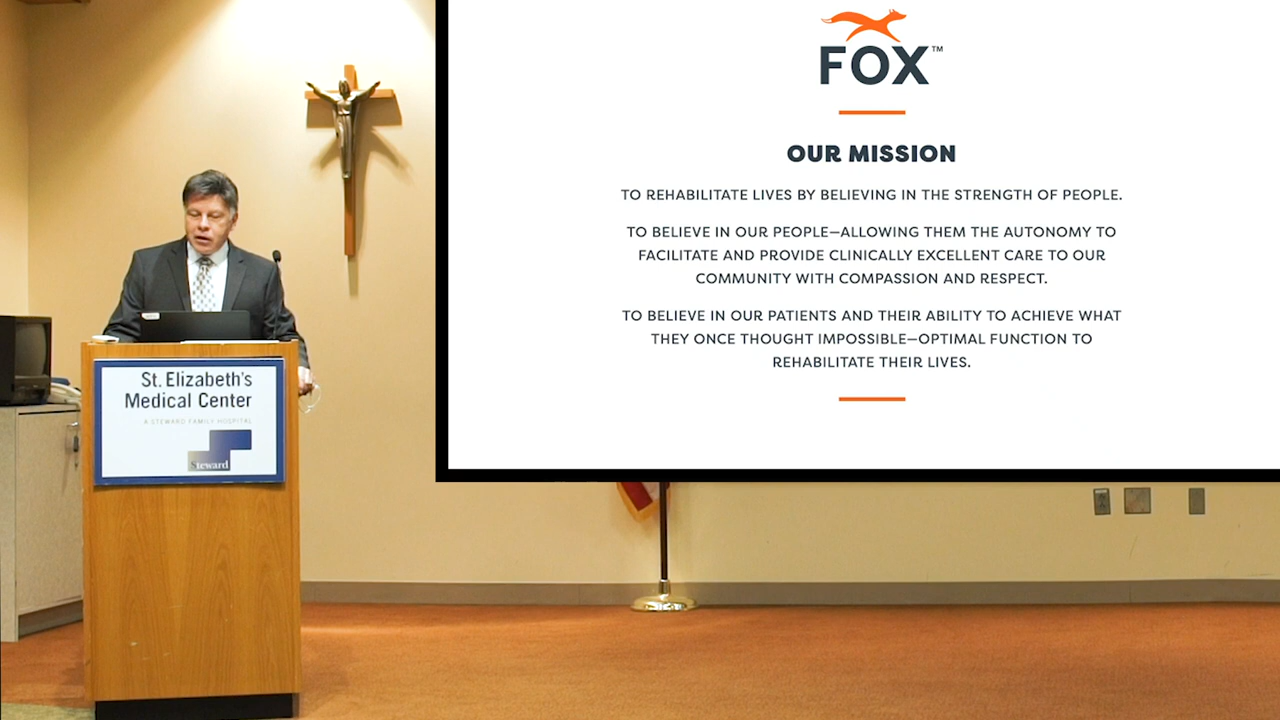 FOX™
OUR MISSION
TO REHABILITATE LIVES BY BELIEVING IN THE STRENGTH OF PEOPLE.
TO BELIEVE IN OUR PEOPLE—ALLOWING THEM THE AUTONOMY TO
FACILITATE AND PROVIDE CLINICALLY EXCELLENT CARE TO OUR
COMMUNITY WITH COMPASSION AND RESPECT.
TO BELIEVE IN OUR PATIENTS AND THEIR ABILITY TO ACHIEVE WHAT
THEY ONCE THOUGHT IMPOSSIBLE—OPTIMAL FUNCTION TO
REHABILITATE THEIR LIVES.
St. Elizabeth's
Medical Center
A STEWARD FAMILY HOSPITAL
Steward